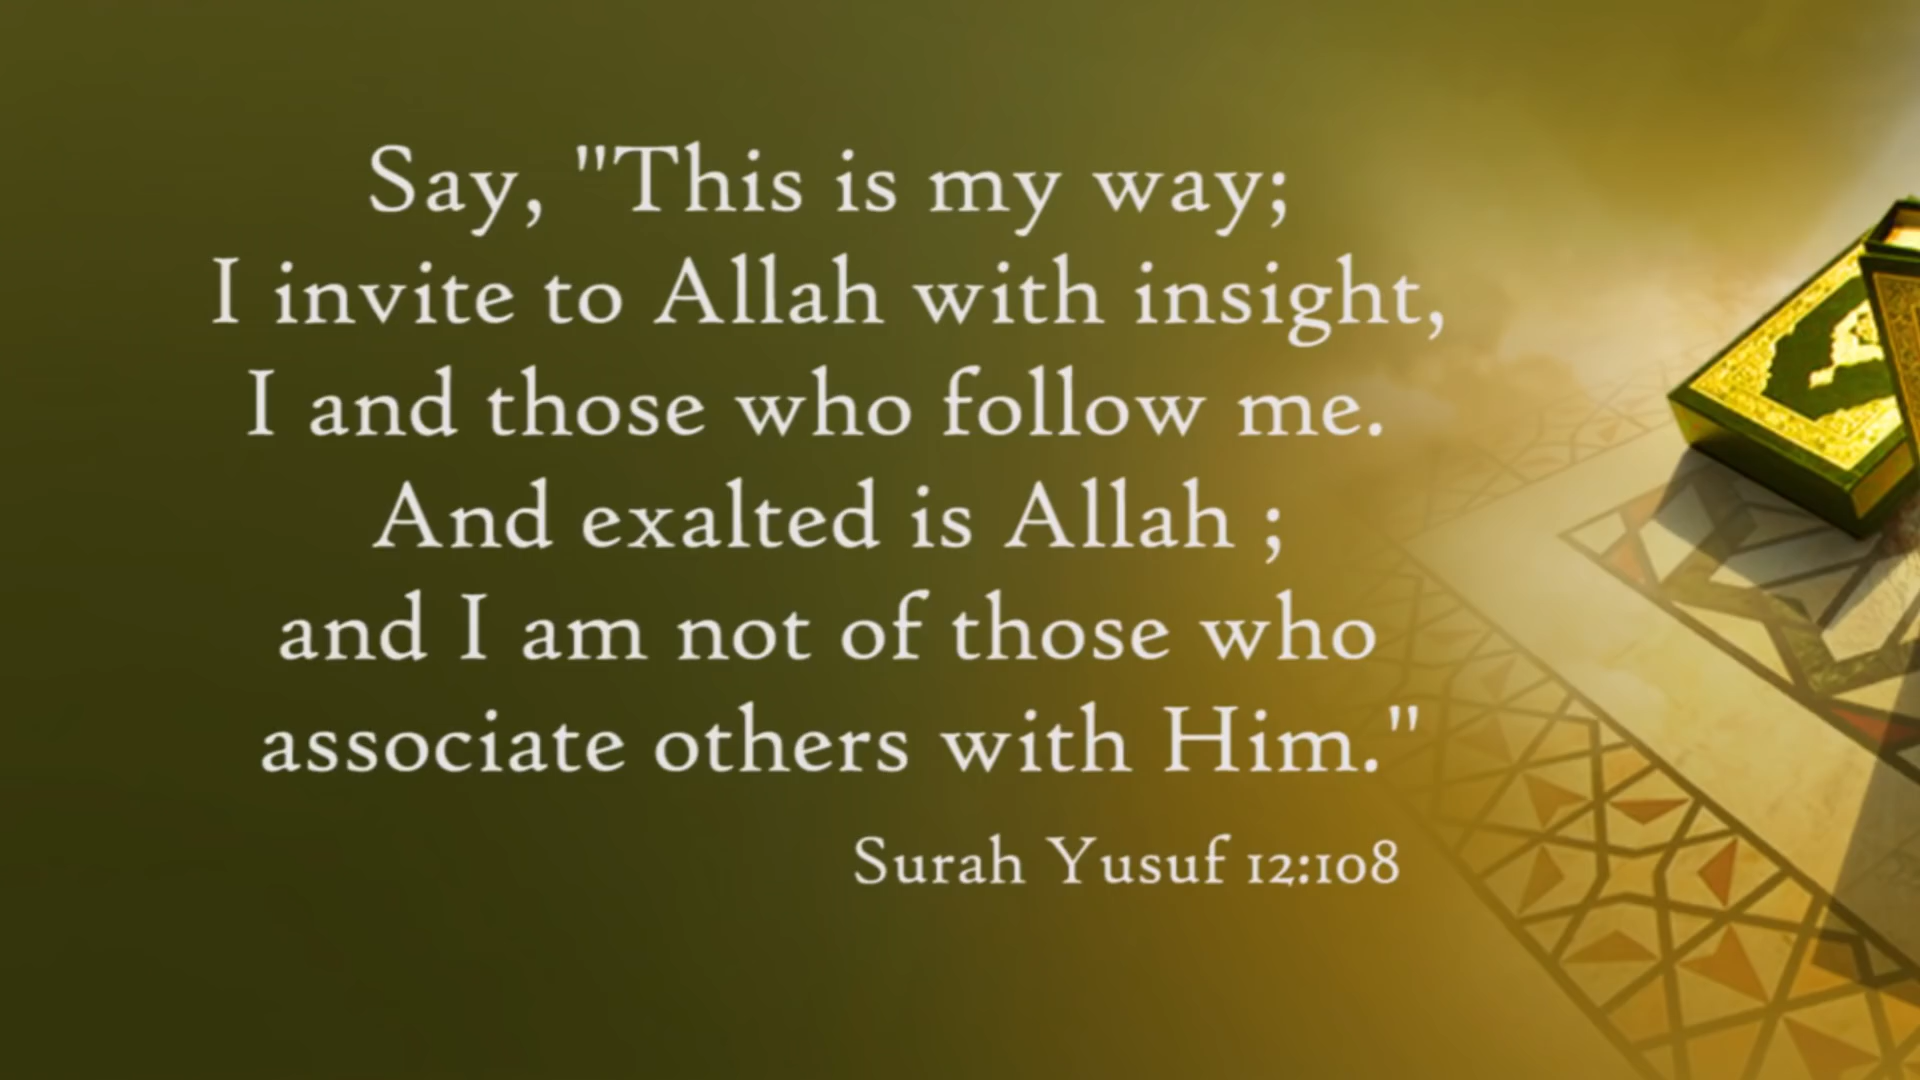 Say, "This is my way;
I invite to Allah with insight,
I and those who follow me.
And exalted is Allah ;
and I am not of those who
associate others with Him."
Surah Yusuf 12:108